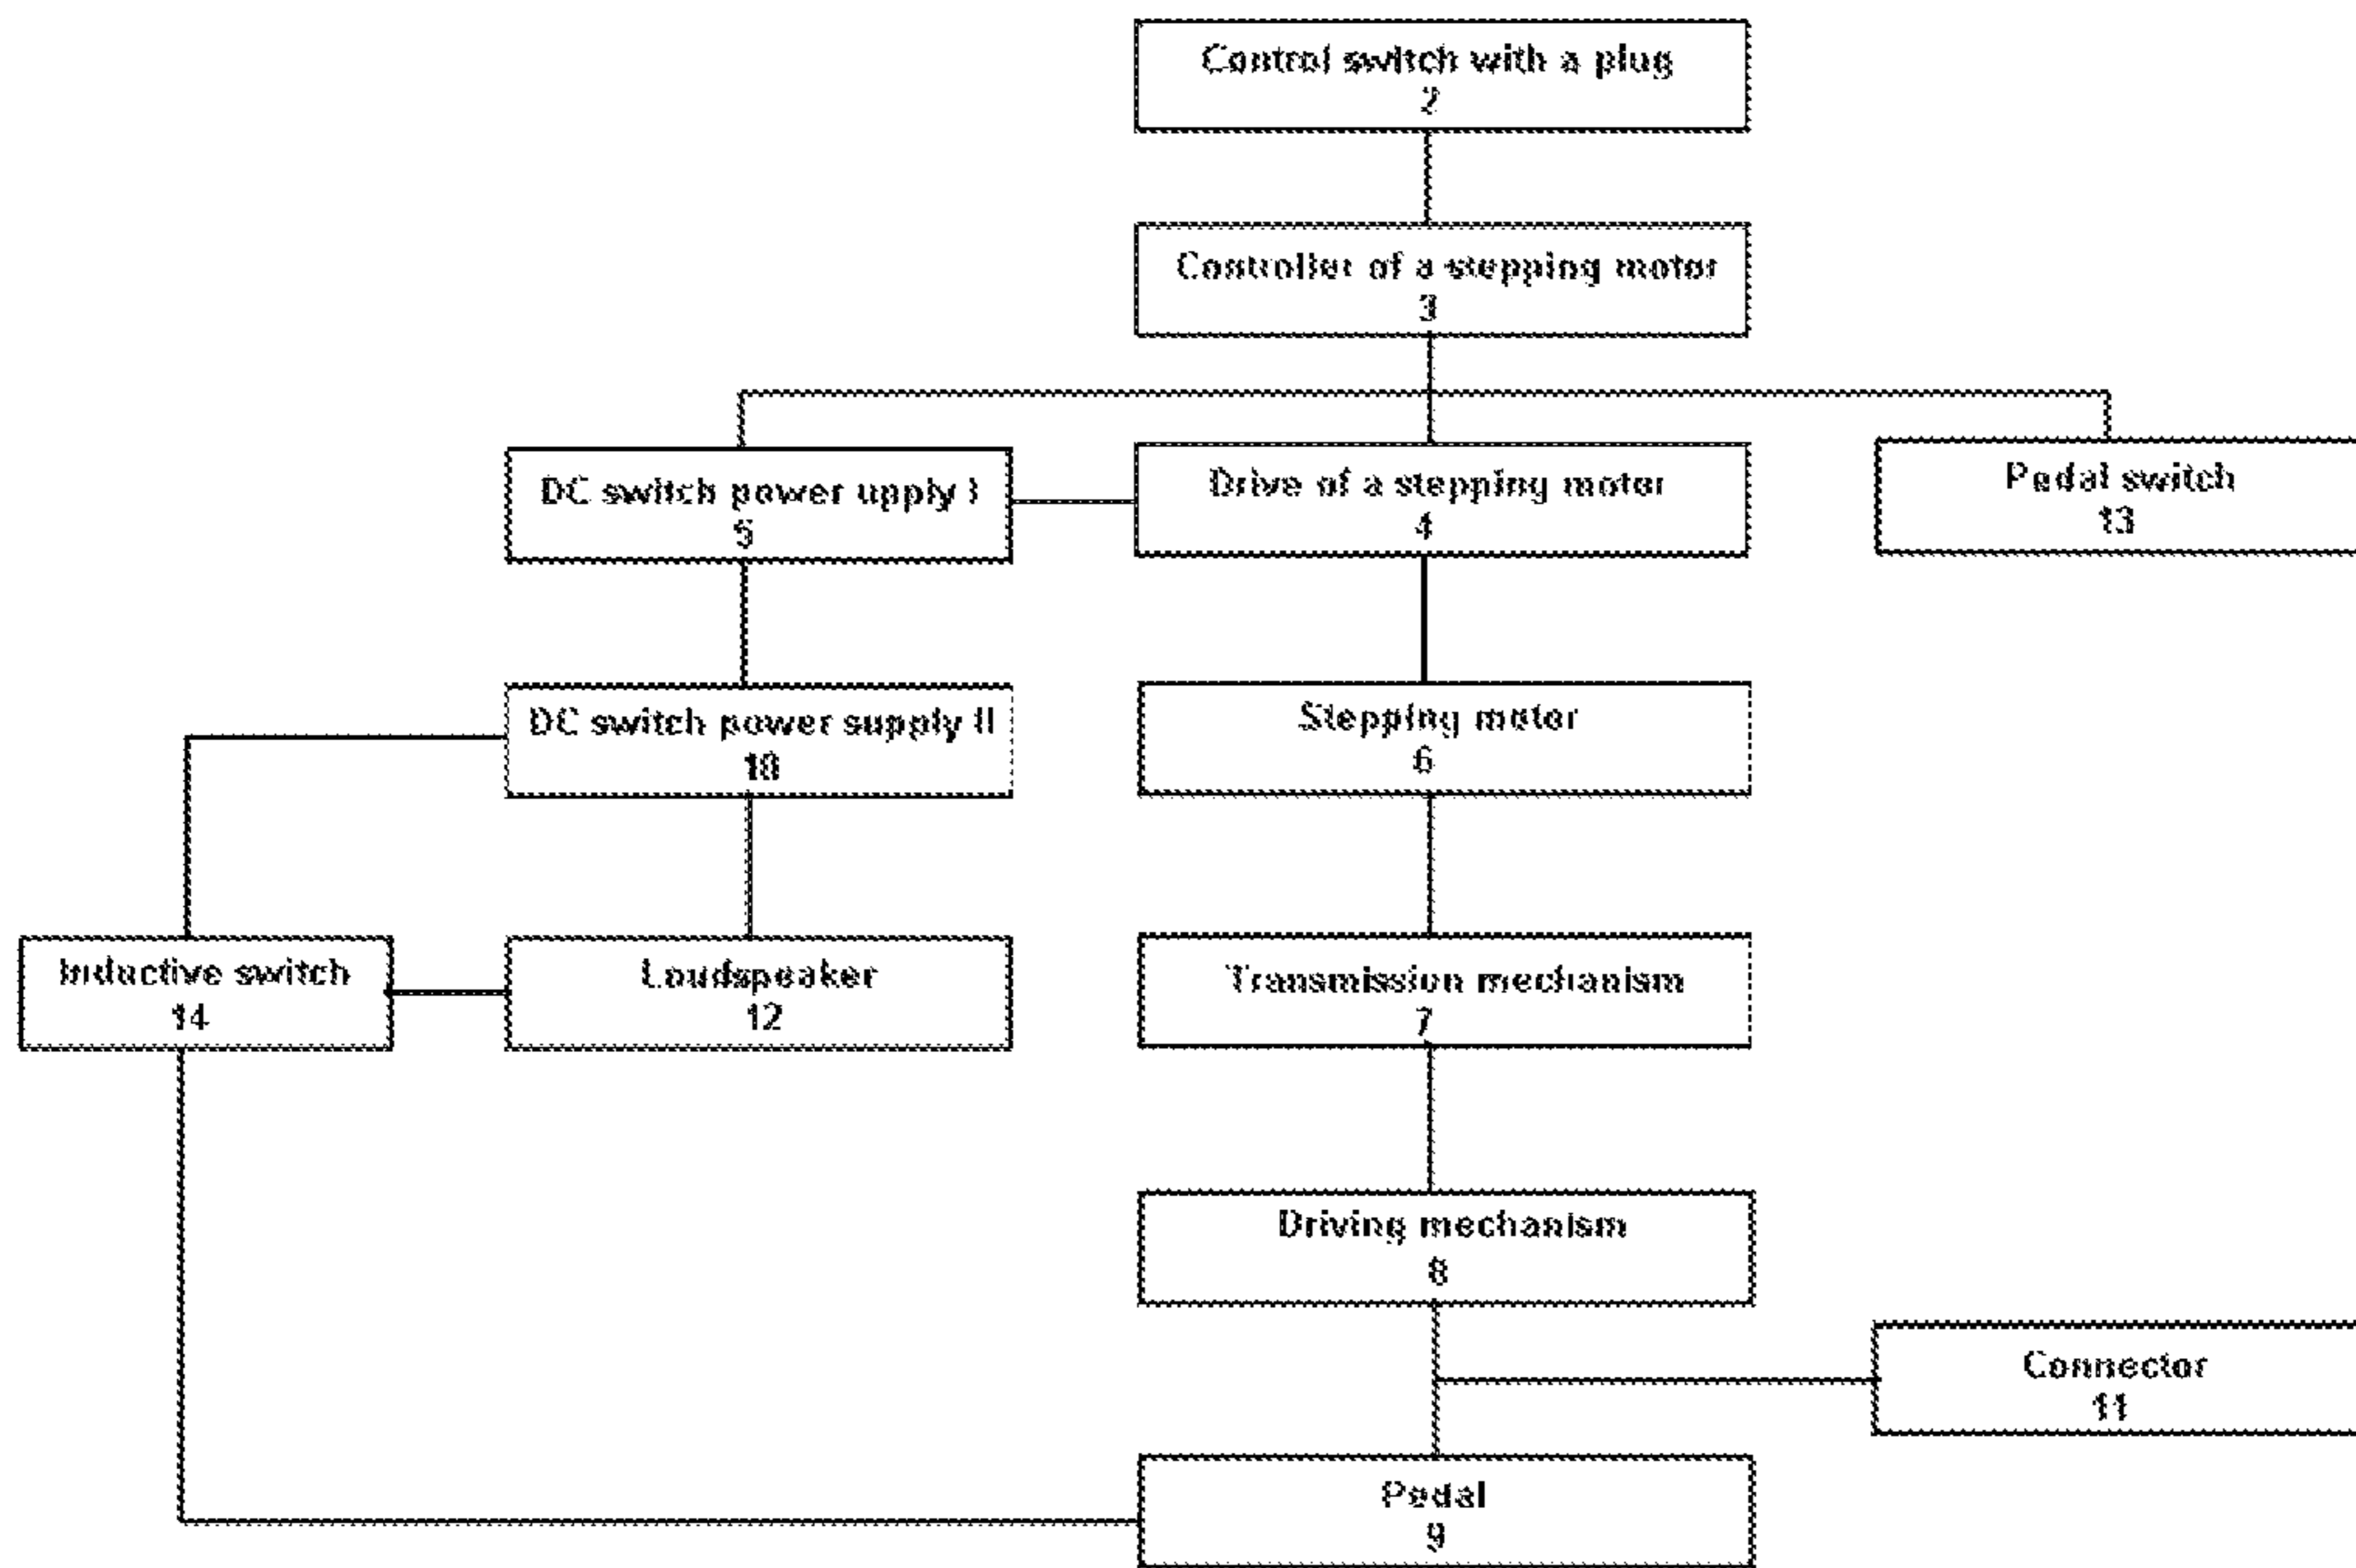 Control switch with a plug
2
Controller of a stepping motor
3
DC switch power upply I
5
Drive of a stepping motor
4
Pedal switch
13
DC switch power supply II
18
Stepping motor
6
Inductive switch
14
Loudspeaker
12
Transmission mechanism
7
Driving mechanism
8
Connector
11
Pedal
9